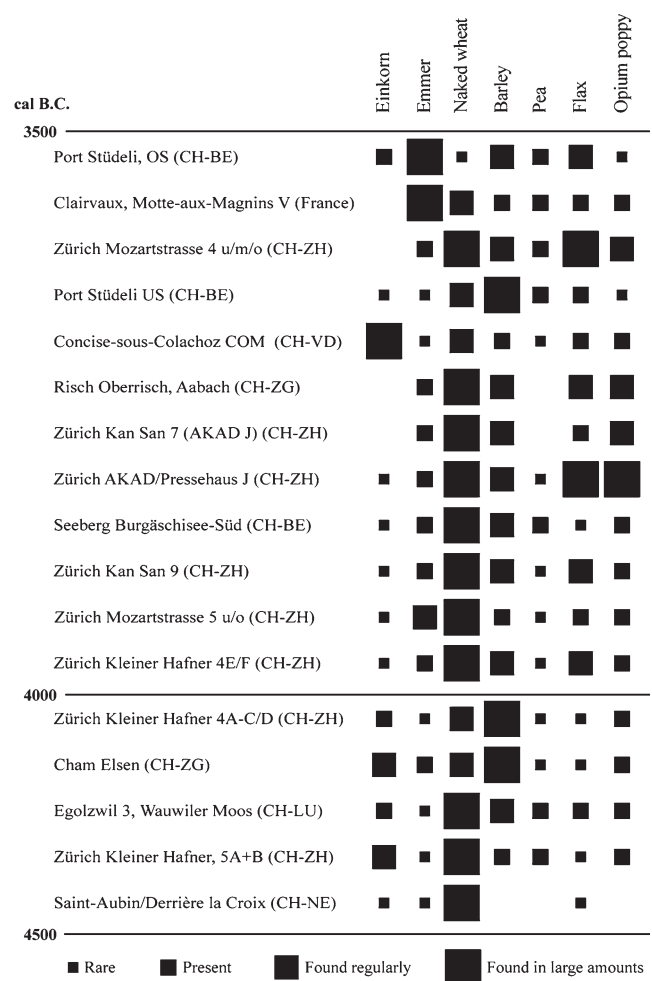 Einkorn
Emmer
Naked wheat
Barley
Pea
Flax
Opium poppy
cal B.C.
3500
Port Stüdeli, OS (CH-BE)
Clairvaux, Motte-aux-Magnins V (France)
Zürich Mozartstrasse 4 u/m/o (CH-ZH)
Port Stüdeli US (CH-BE)
Concise-sous-Colachoz COM (CH-VD)
Risch Oberrisch, Aabach (CH-ZG)
Zürich Kan San 7 (AKAD J) (CH-ZH)
Zürich AKAD/Pressehaus J (CH-ZH)
Seeberg Burgäschisee-Süd (CH-BE)
Zürich Kan San 9 (CH-ZH)
Zürich Mozartstrasse 5 u/o (CH-ZH)
Zürich Kleiner Hafner 4E/F (CH-ZH)
4000
Zürich Kleiner Hafner 4A-C/D (CH-ZH)
Cham Elsen (CH-ZG)
Egolzwil 3, Wauwiler Moos (CH-LU)
Zürich Kleiner Hafner, 5A+B (CH-ZH)
Saint-Aubin/Derrière la Croix (CH-NE)
4500
Rare Present Found regularly Found in large amounts